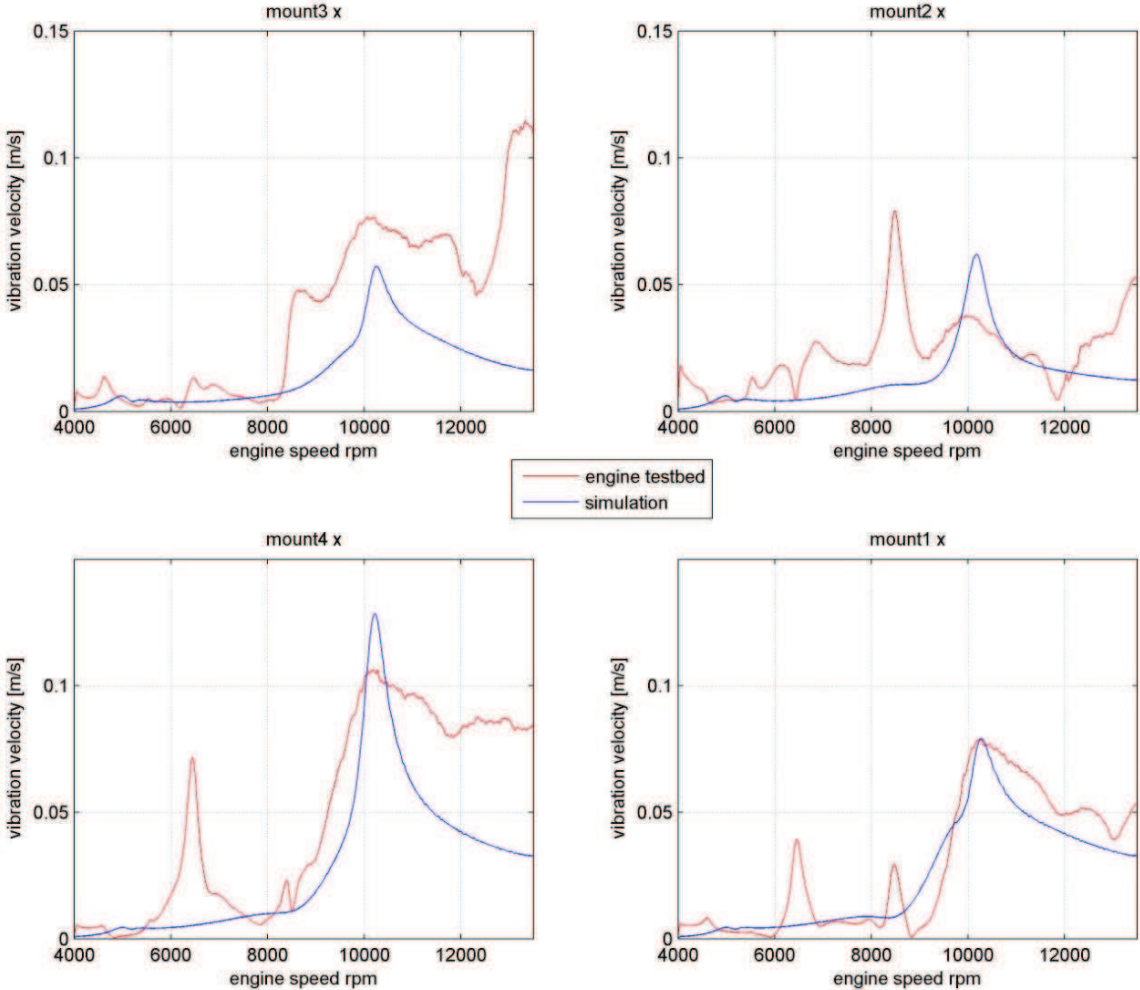 mount3 x
mount2 x
0.15
0.1
0.05
0
vibration velocity [m/s]
4000 6000 8000 10000 12000
engine speed rpm
0.15
0.1
0.05
0
vibration velocity [m/s]
4000 6000 8000 10000 12000
engine speed rpm
engine testbed
simulation
mount4 x
mount1 x
0.1
0.05
0
vibration velocity [m/s]
4000 6000 8000 10000 12000
engine speed rpm
0.1
0.05
0
vibration velocity [m/s]
4000 6000 8000 10000 12000
engine speed rpm